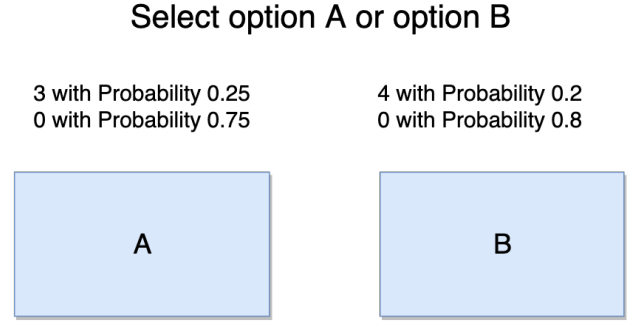 Select option A or option B
3 with Probability 0.25
0 with Probability 0.75
4 with Probability 0.2
0 with Probability 0.8
A
B